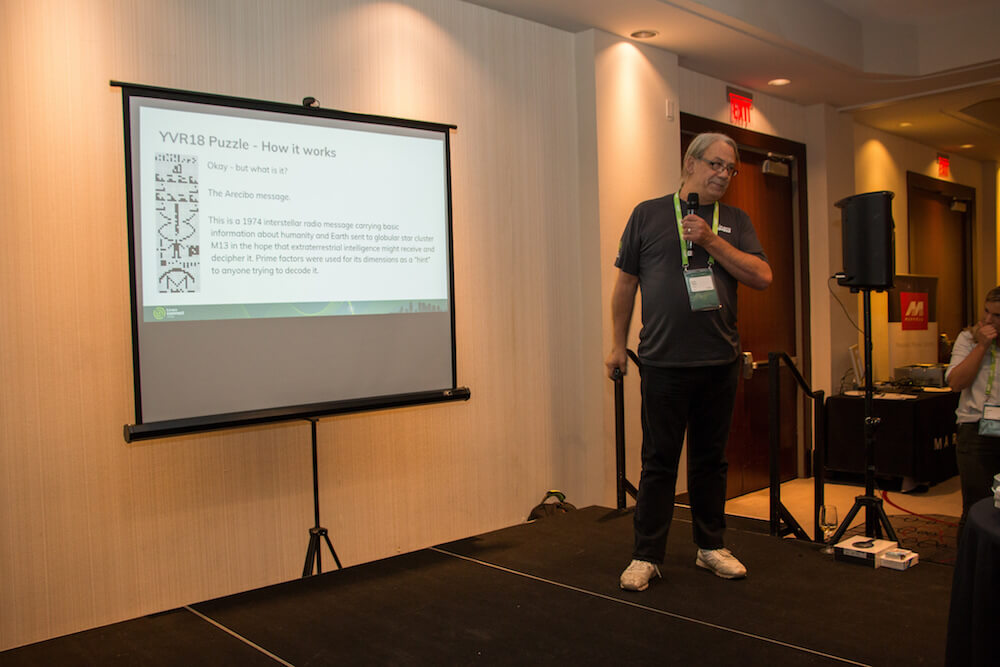 YVR18 Puzzle - How it works
Okay - but what is it?
The Arecibo message.
This is a 1974 interstellar radio message carrying basic
information about humanity and Earth sent to globular star cluster
M13 in the hope that extraterrestrial intelligence might receive and
decipher it. Prime factors were used for its dimensions as a "hint"
to anyone trying to decode it.
EXIT
EXIT
M
MAR